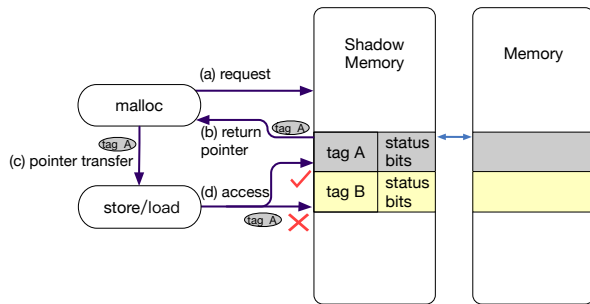 Shadow
Memory
Memory
(a) request
malloc
tag A
(b) return
pointer
tag A
(c) pointer transfer
tag A
status
bits
(d) access
store/load
tag B
status
bits
tag A